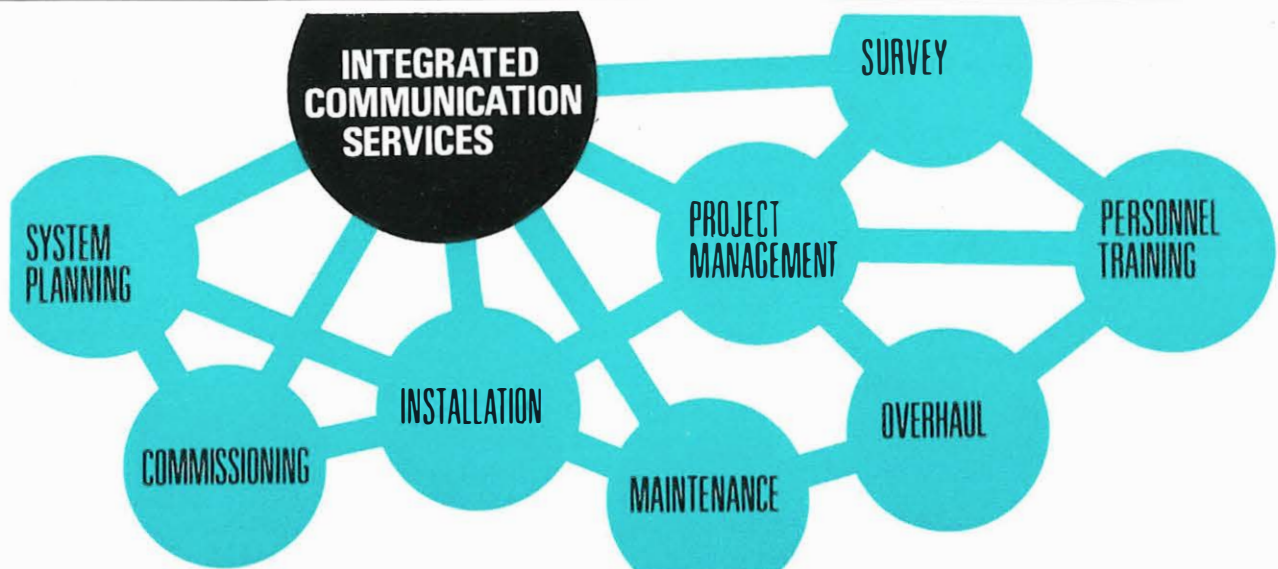 INTEGRATED
COMMUNICATION
SERVICES
SURVEY
SYSTEM
PLANNING
PROJECT
MANAGEMENT
PERSONNEL
TRAINING
COMMISSIONING
INSTALLATION
MAINTENANCE
OVERHAUL